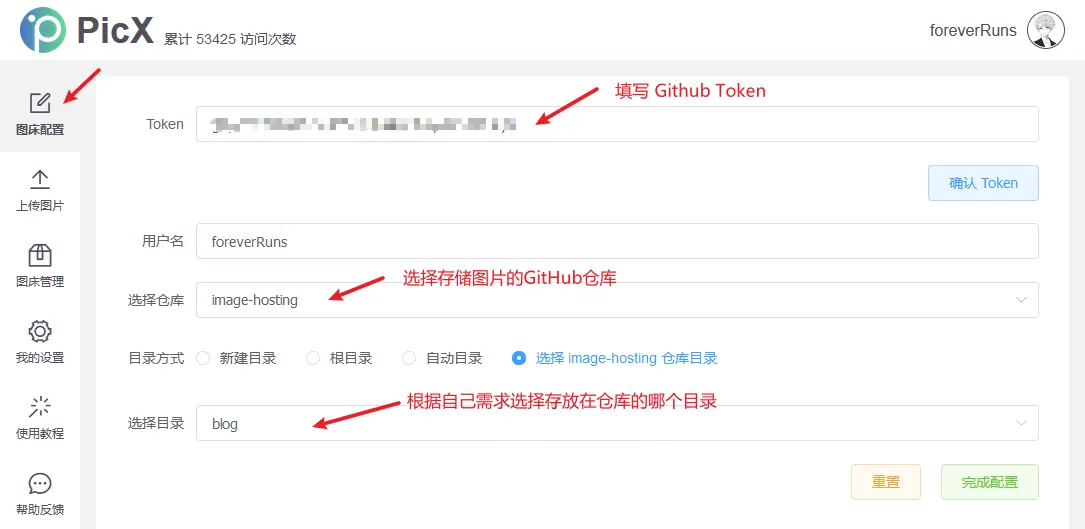 PicX 累计 53425 访问次数
foreverRuns
图床配置
上传图片
图床管理
我的设置
使用教程
帮助反馈
填写 Github Token
Token
确认 Token
用户名 foreverRuns
选择存储图片的GitHub仓库
选择仓库 image-hosting
目录方式 新建目录 根目录 自动目录 选择 image-hosting 仓库目录
根据自己需求选择存放在仓库的哪个目录
选择目录 blog
重置 完成配置